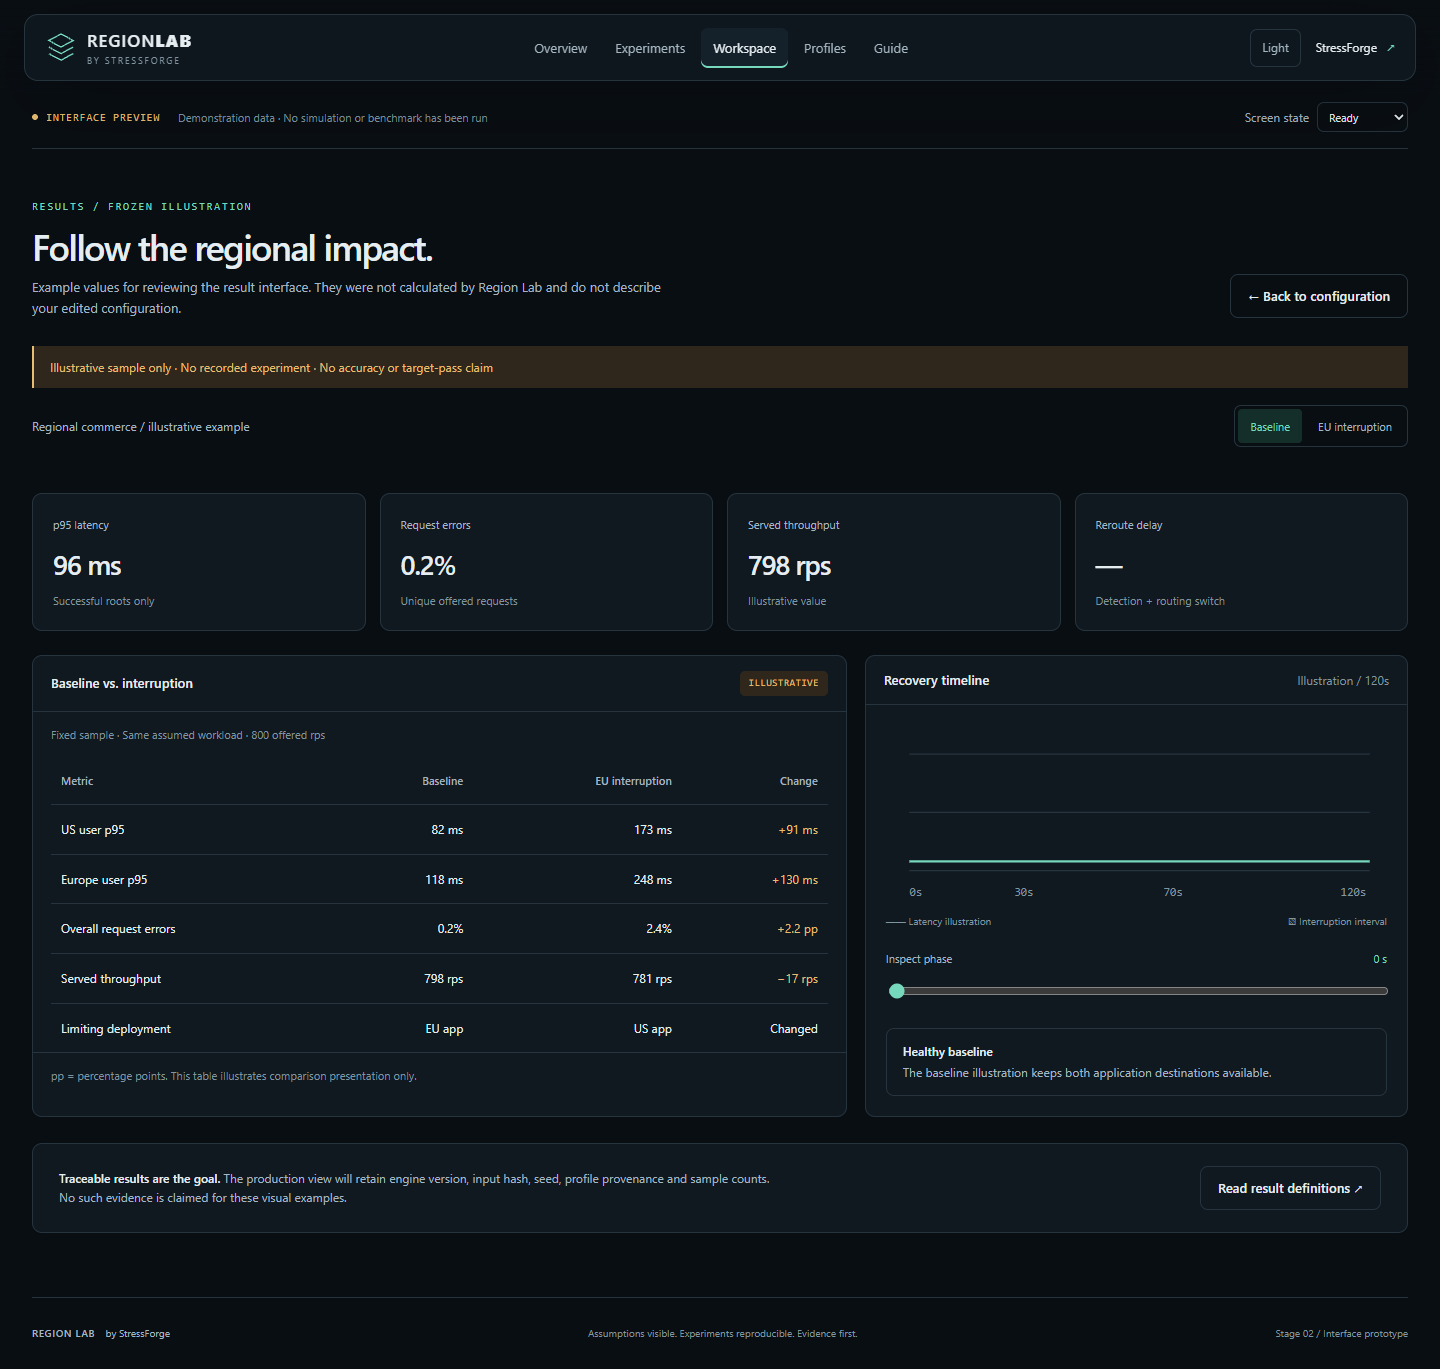 REGIONLAB
BY STRESSFORGE
Overview
Experiments
Workspace
Profiles
Guide
Light
StressForge ↗
INTERFACE PREVIEW
Demonstration data · No simulation or benchmark has been run
Screen state
Ready
RESULTS / FROZEN ILLUSTRATION
Follow the regional impact.
Example values for reviewing the result interface. They were not calculated by Region Lab and do not describe
your edited configuration.
← Back to configuration
Illustrative sample only · No recorded experiment · No accuracy or target-pass claim
Regional commerce / illustrative example
Baseline
EU interruption
p95 latency
96 ms
Successful roots only
Request errors
0.2%
Unique offered requests
Served throughput
798 rps
Illustrative value
Reroute delay
—
Detection + routing switch
Baseline vs. interruption
ILLUSTRATIVE
Fixed sample · Same assumed workload · 800 offered rps
Metric Baseline EU interruption Change
US user p95 82 ms 173 ms +91 ms
Europe user p95 118 ms 248 ms +130 ms
Overall request errors 0.2% 2.4% +2.2 pp
Served throughput 798 rps 781 rps −17 rps
Limiting deployment EU app US app Changed
pp = percentage points. This table illustrates comparison presentation only.
Recovery timeline
Illustration / 120s
0s 30s 70s 120s
Latency illustration
Interruption interval
Inspect phase
0 s
Healthy baseline
The baseline illustration keeps both application destinations available.
Traceable results are the goal. The production view will retain engine version, input hash, seed, profile provenance and sample counts.
No such evidence is claimed for these visual examples.
Read result definitions ↗
REGION LAB by StressForge
Assumptions visible. Experiments reproducible. Evidence first.
Stage 02 / Interface prototype